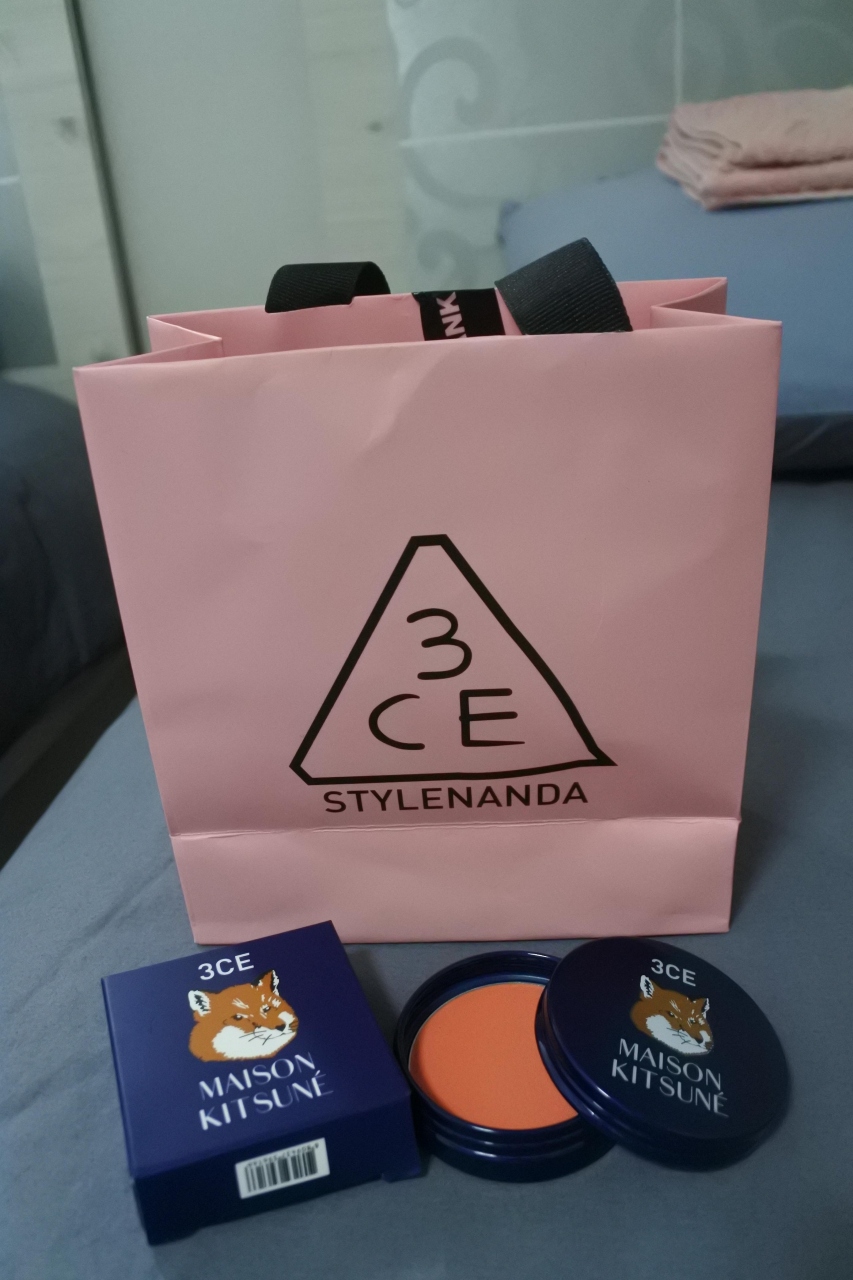 3
CE
STYLENANDA
3CE
MAISON
KITSUNÉ
3CE
MAISON
KITSUNÉ